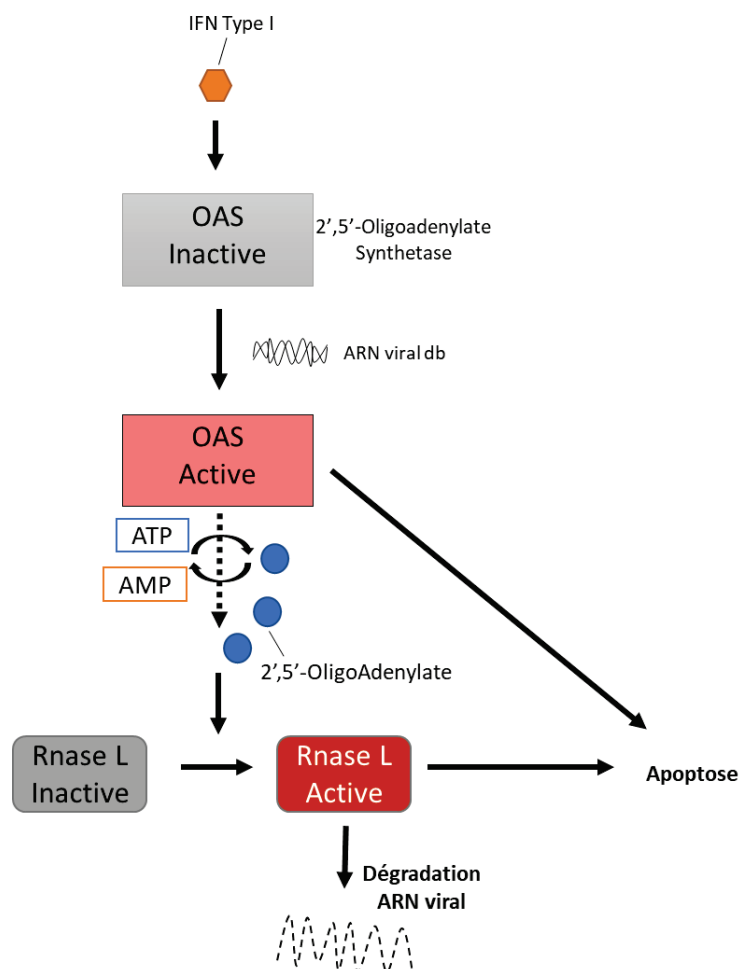 IFN Type I
OAS
Inactive
2’,5’-Oligoadenylate
Synthetase
ARN viral db
OAS
Active
ATP
AMP
2’,5’-OligoAdenylate
Rnase L
Inactive
Rnase L
Active
Apoptose
Dégradation
ARN viral